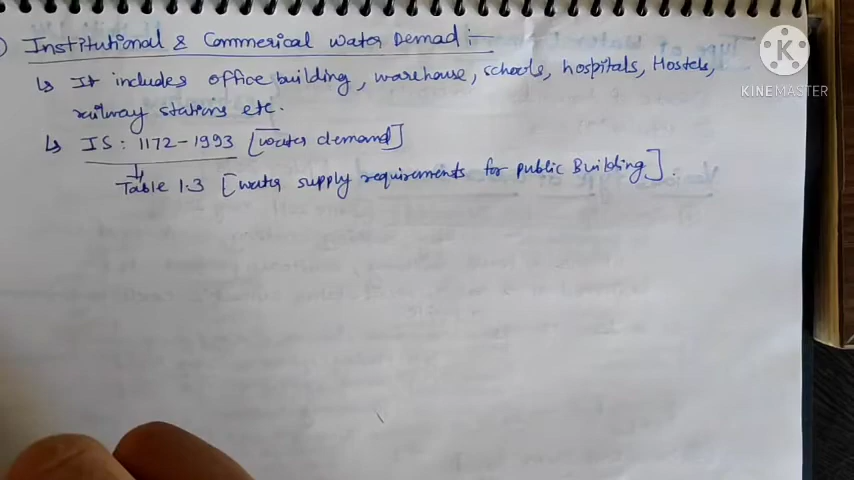 ) Institutional & Commerical Water Demad :-
↳ It includes office building, warehouse, schools, hospitals, Hostels,
railway stations etc.
↳ IS : 1172-1993 [water demand]
Table 1.3 [water supply requirements for public Building].
K
KINEMASTER